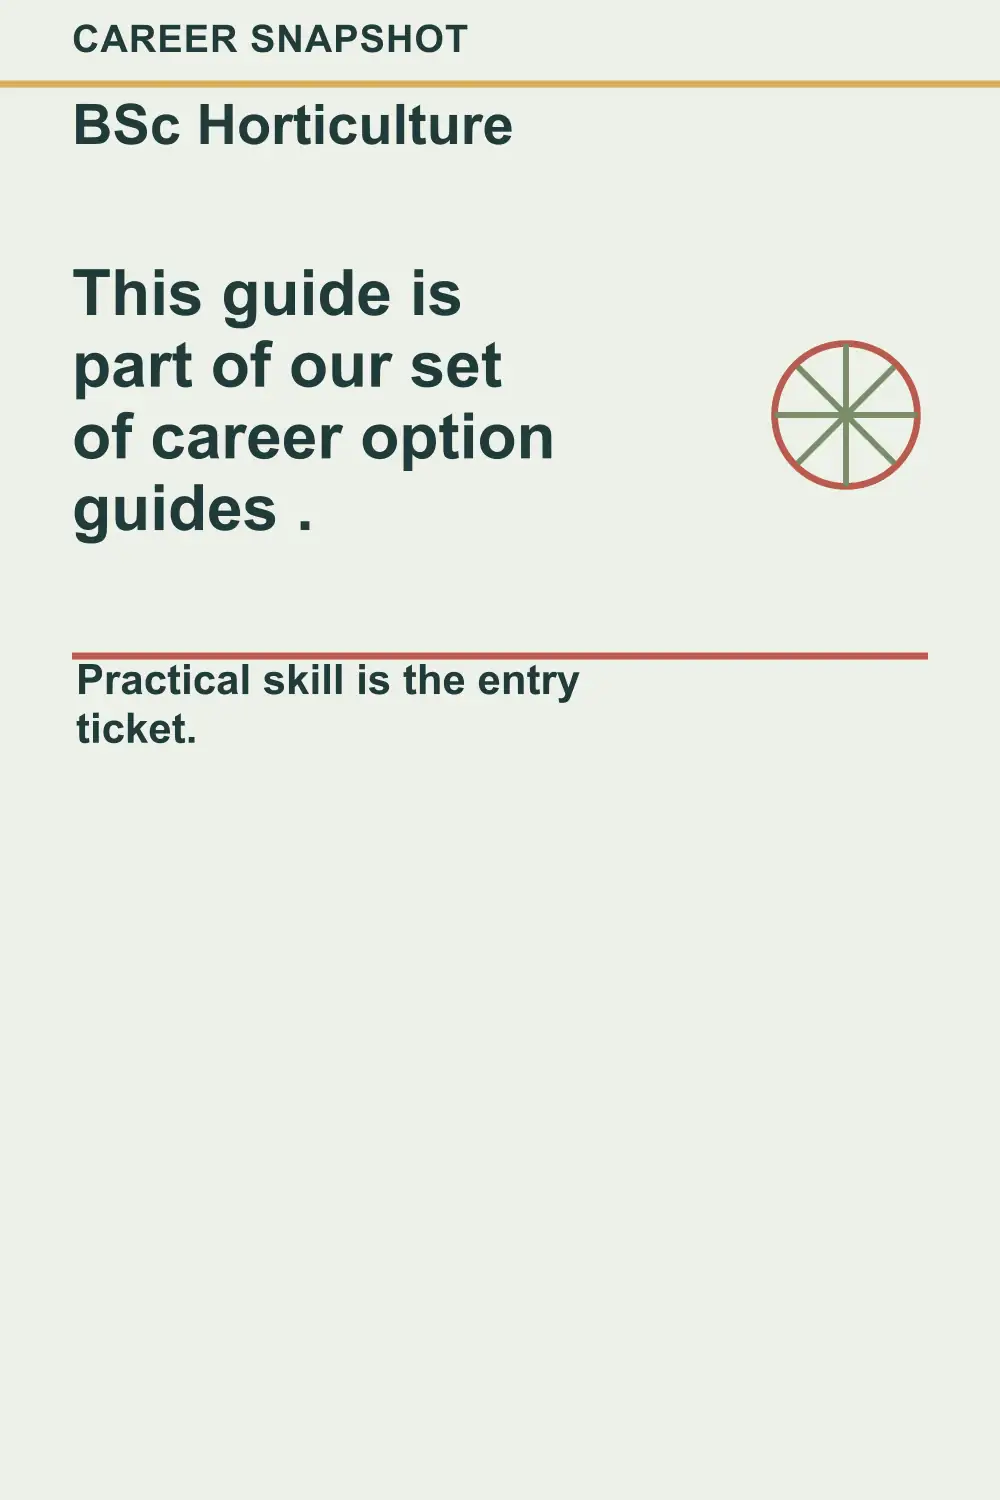 CAREER SNAPSHOT
BSc Horticulture
This guide is
part of our set
of career option
guides .
Practical skill is the entry
ticket.